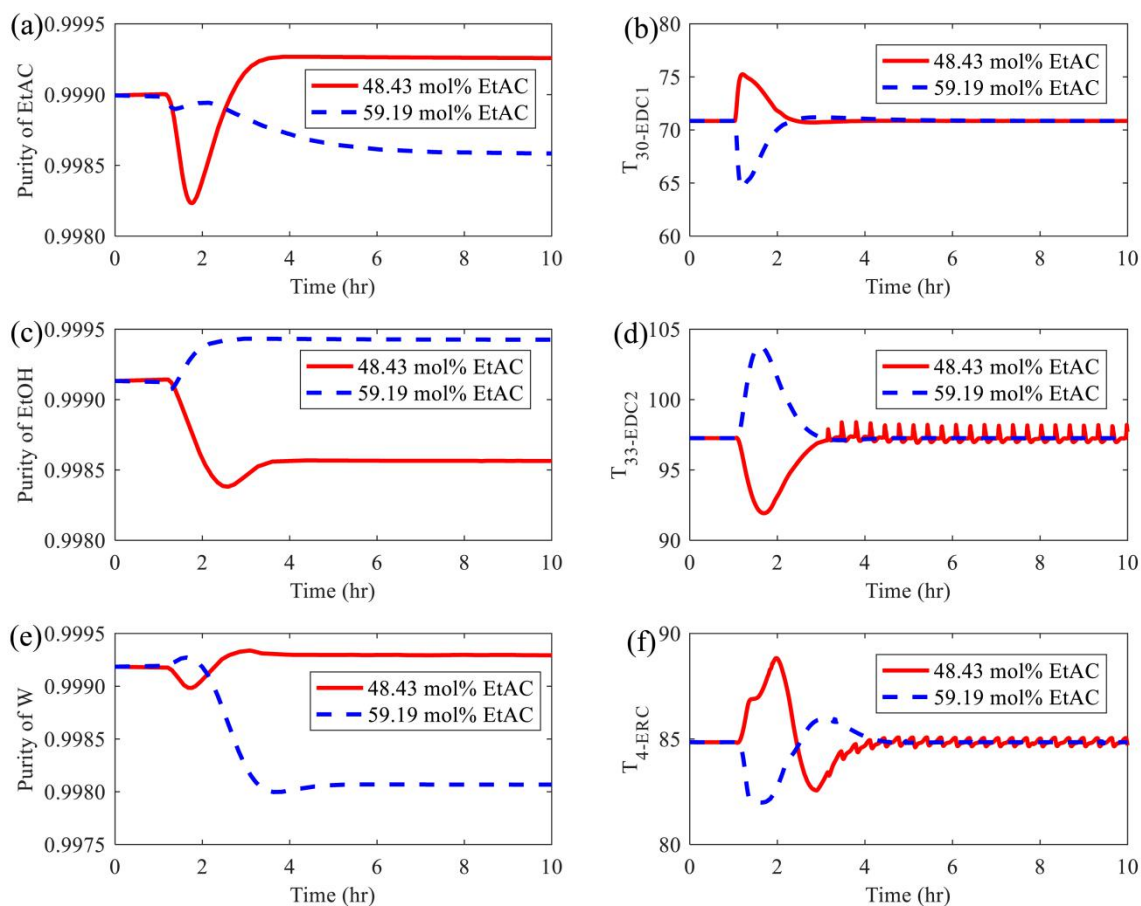 (a)
0.9995
0.9990
0.9985
0.9980
Purity of EtAC
48.43 mol% EtAC
59.19 mol% EtAC
0 2 4 6 8 10
Time (hr)
(b)
80
75
70
65
60
T30-EDC1
48.43 mol% EtAC
59.19 mol% EtAC
0 2 4 6 8 10
Time (hr)
(c)
0.9995
0.9990
0.9985
0.9980
Purity of EtOH
48.43 mol% EtAC
59.19 mol% EtAC
0 2 4 6 8 10
Time (hr)
(d)
105
100
95
90
T33-EDC2
48.43 mol% EtAC
59.19 mol% EtAC
0 2 4 6 8 10
Time (hr)
(e)
0.9995
0.9990
0.9985
0.9980
0.9975
Purity of W
48.43 mol% EtAC
59.19 mol% EtAC
0 2 4 6 8 10
Time (hr)
(f)
90
85
80
T4-ERC
48.43 mol% EtAC
59.19 mol% EtAC
0 2 4 6 8 10
Time (hr)